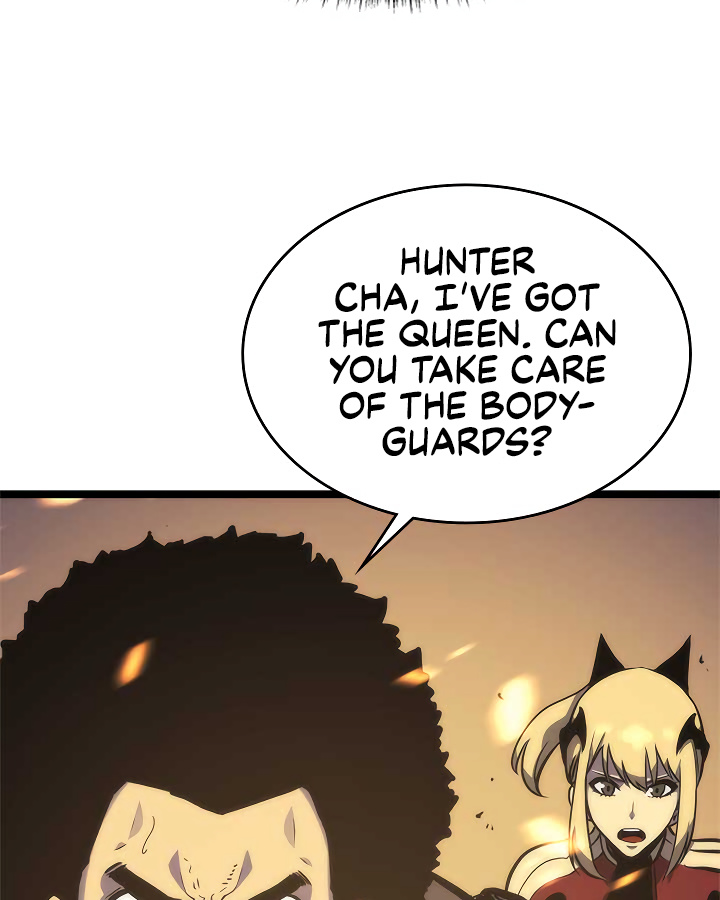 HUNTER
CHA, I'VE GOT
THE QUEEN. CAN
YOU TAKE CARE
OF THE BODY-
GUARDS?